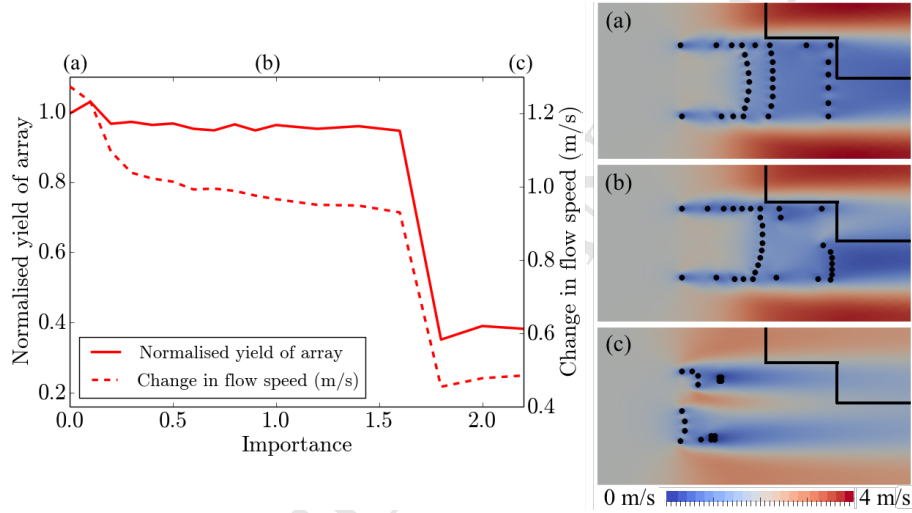 (a) (b) (c)
1.0
0.8
0.6
0.4
0.2
Normalised yield of array
1.2
1.0
0.8
0.6
0.4
Change in flow speed (m/s)
Normalised yield of array
Change in flow speed (m/s)
0.0 0.5 1.0 1.5 2.0
Importance
(a)
(b)
(c)
0 m/s 4 m/s